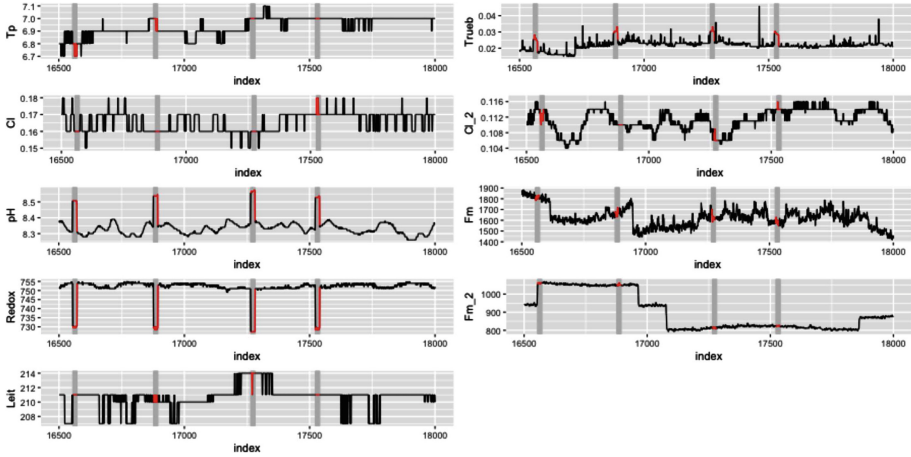 Tp
7.1
7.0
6.9
6.8
6.7
16500 17000 17500 18000
index
Cl
0.18
0.17
0.16
0.15
16500 17000 17500 18000
index
pH
8.5
8.4
8.3
16500 17000 17500 18000
index
Redox
755
750
745
740
735
730
16500 17000 17500 18000
index
Leit
214
212
210
208
16500 17000 17500 18000
index
Trueb
0.04
0.03
0.02
16500 17000 17500 18000
index
Cl_2
0.116
0.112
0.108
0.104
16500 17000 17500 18000
index
Fm
1900
1800
1700
1600
1500
1400
16500 17000 17500 18000
index
Fm_2
1000
900
800
16500 17000 17500 18000
index